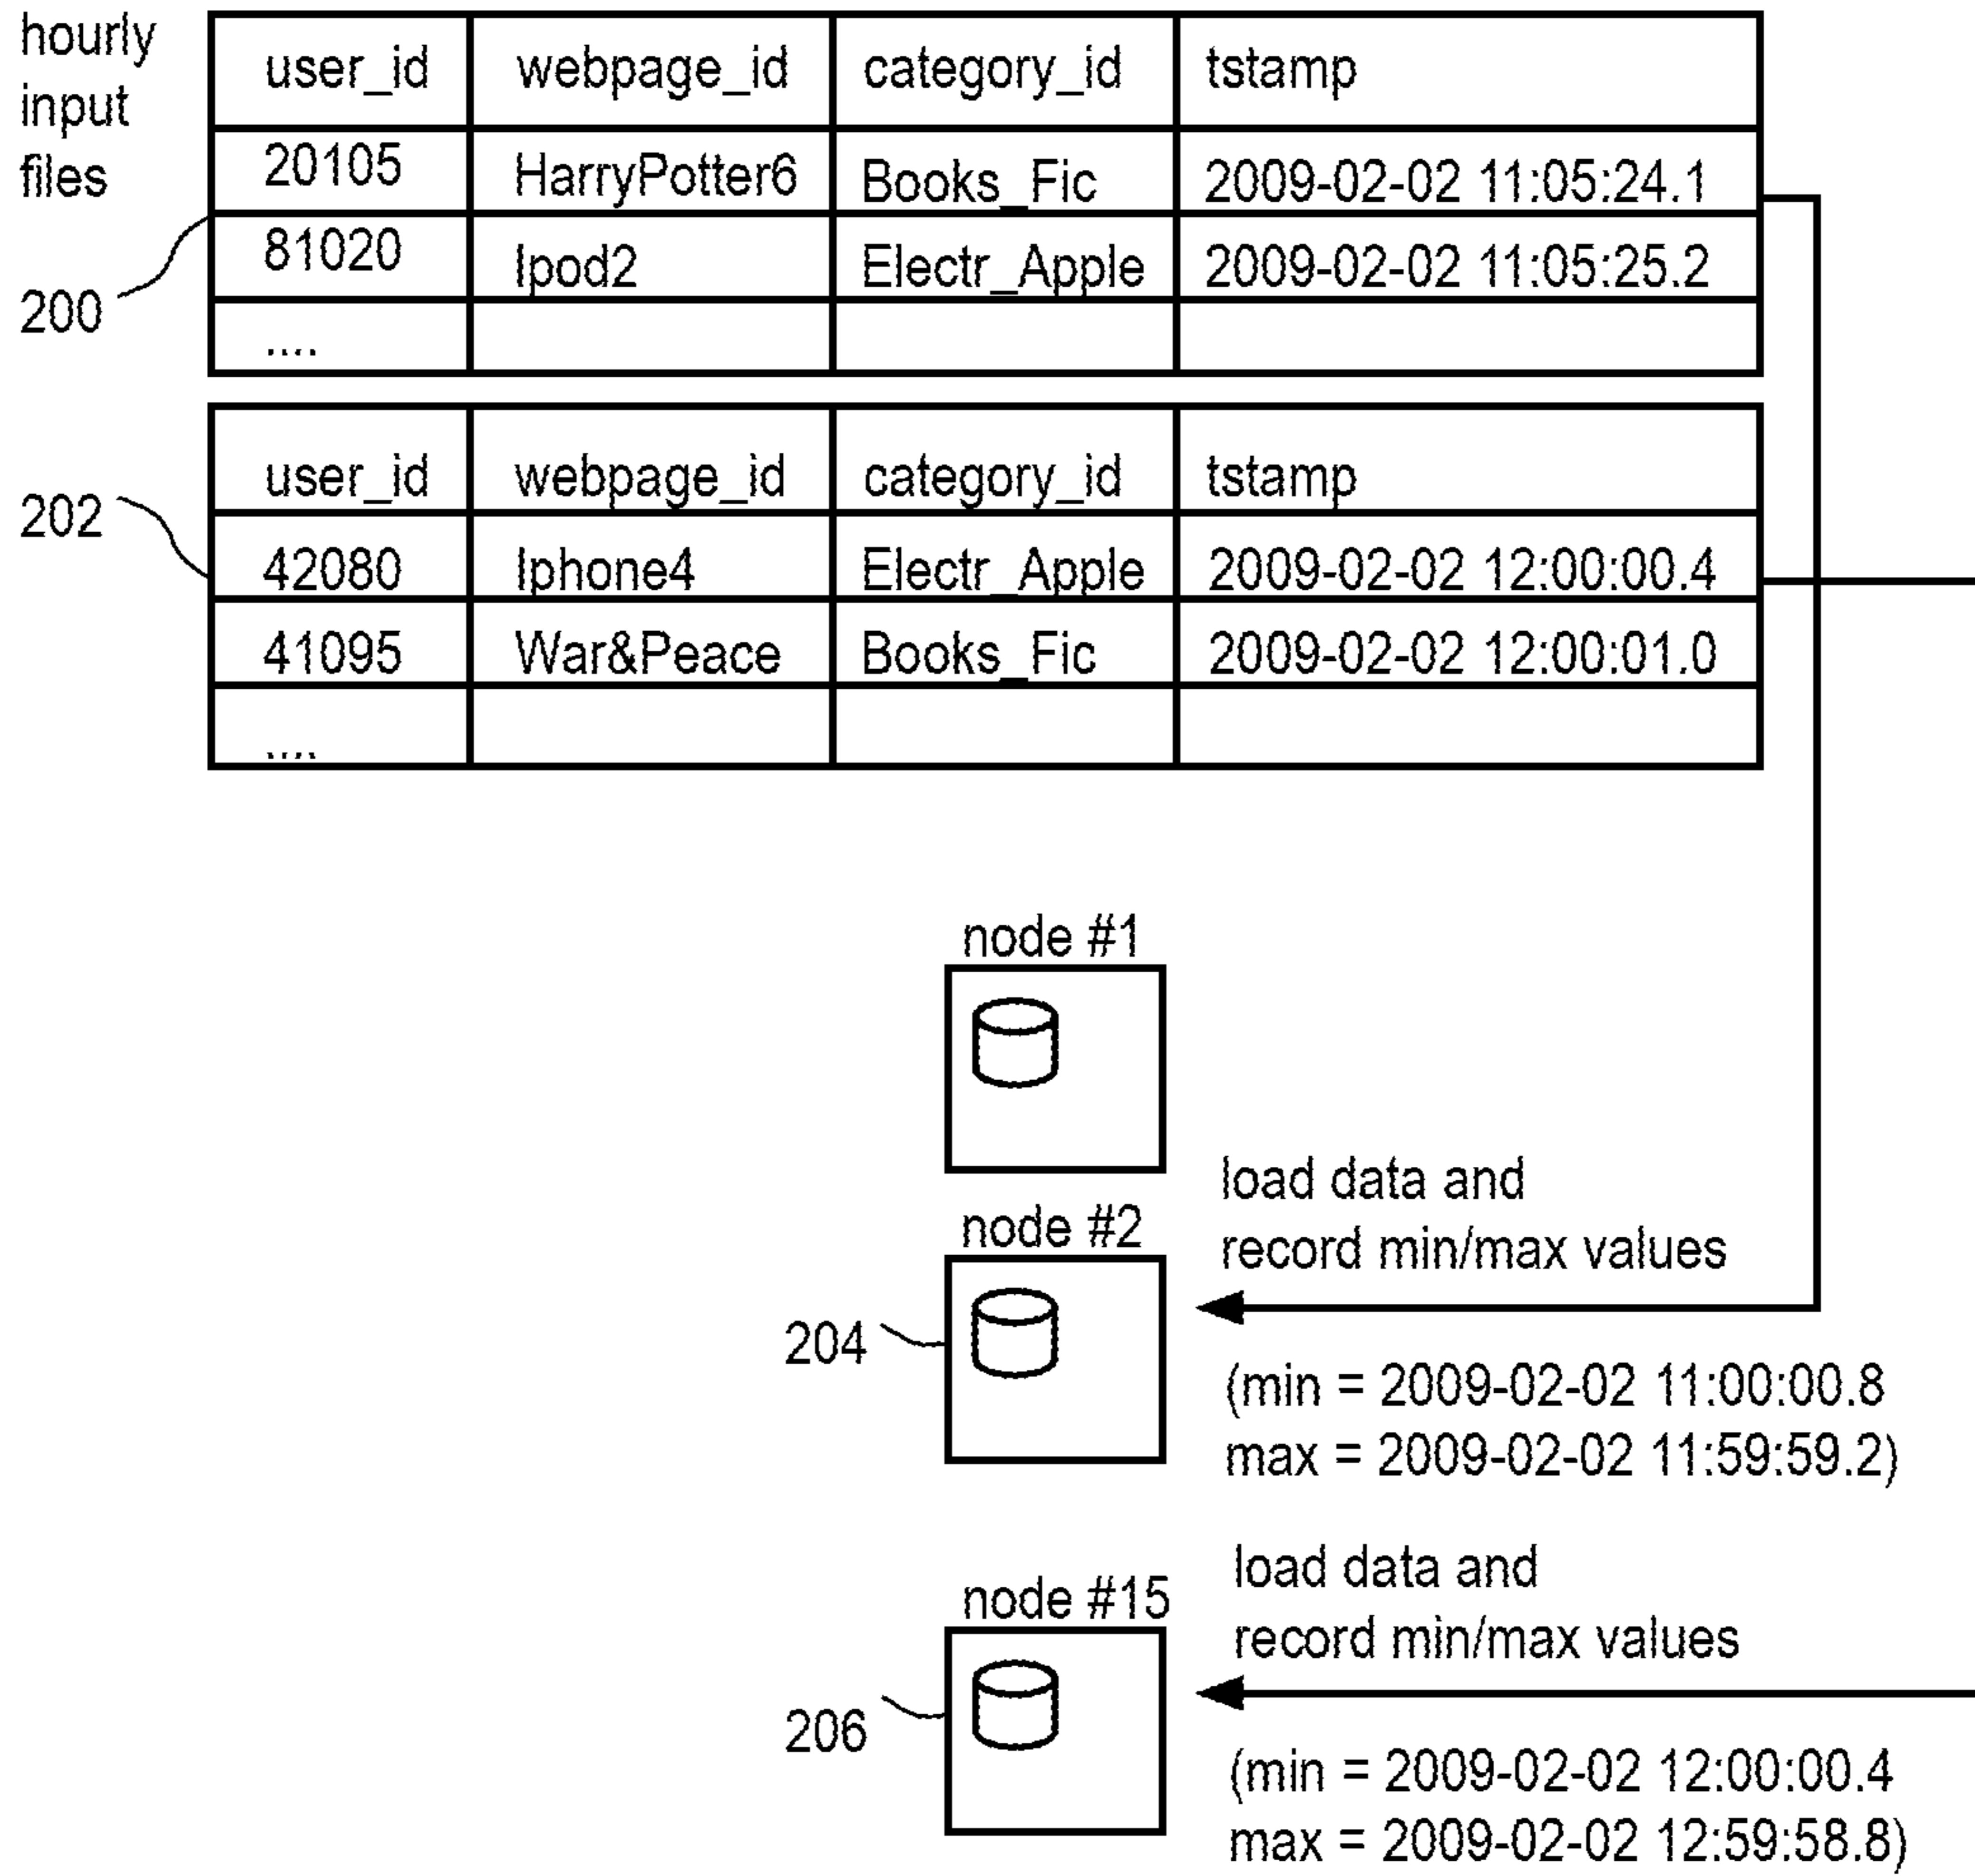 hourly
input
files
user_id webpage_id category_id tstamp
20105 HarryPotter6 Books_Fic 2009-02-02 11:05:24.1
81020 Ipod2 Electr_Apple 2009-02-02 11:05:25.2
....
200
user_id webpage_id category_id tstamp
202
42080 Iphone4 Electr_Apple 2009-02-02 12:00:00.4
41095 War&Peace Books_Fic 2009-02-02 12:00:01.0
....
node #1
load data and
node #2
record min/max values
204
(min = 2009-02-02 11:00:00.8
max = 2009-02-02 11:59:59.2)
load data and
node #15
record min/max values
206
(min = 2009-02-02 12:00:00.4
max = 2009-02-02 12:59:58.8)